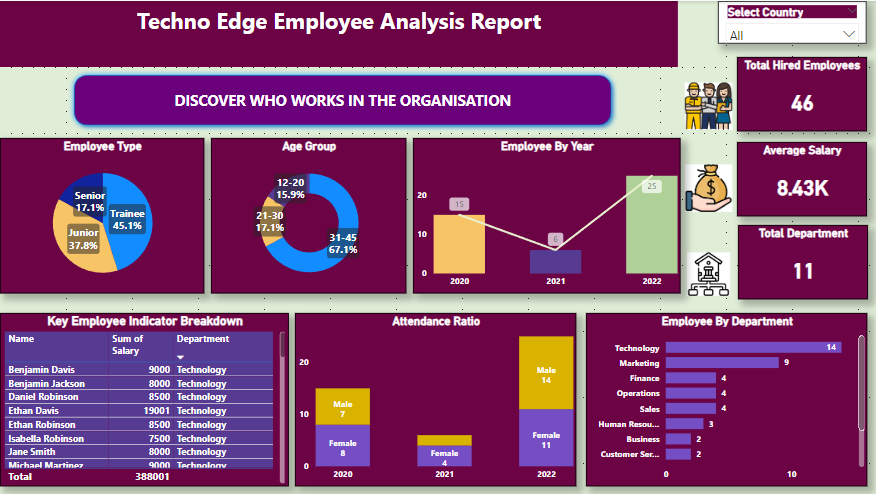 Techno Edge Employee Analysis Report
Select Country
All
DISCOVER WHO WORKS IN THE ORGANISATION
Total Hired Employees
46
Average Salary
8.43K
Total Department
11
Employee Type
Senior
17.1%
Trainee
45.1%
Junior
37.8%
Age Group
12-20
15.9%
21-30
17.1%
31-45
67.1%
Employee By Year
20
10
0
15
6
25
2020
2021
2022
Key Employee Indicator Breakdown
Name Sum of Salary Department
Benjamin Davis 9000 Technology
Benjamin Jackson 8000 Technology
Daniel Robinson 8500 Technology
Ethan Davis 19001 Technology
Ethan Robinson 8500 Technology
Isabella Robinson 7500 Technology
Jane Smith 8000 Technology
Michael Martinez 9000 Technology
Total 388001
Attendance Ratio
20
10
0
Male
7
Female
8
Female
4
Male
14
Female
11
2020
2021
2022
Employee By Department
Technology 14
Marketing 9
Finance 4
Operations 4
Sales 4
Human Resou... 3
Business 2
Customer Ser... 2
0
10